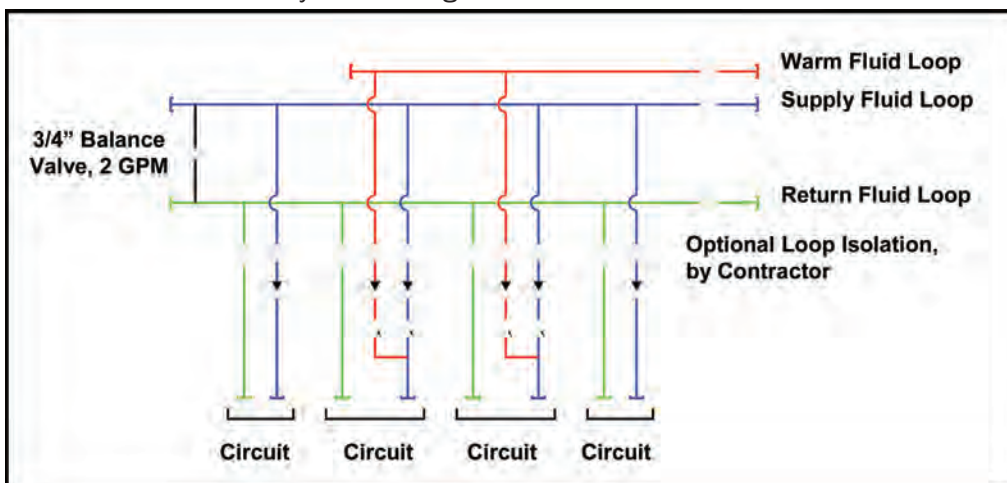 Warm Fluid Loop
Supply Fluid Loop
3/4” Balance
Valve, 2 GPM
Return Fluid Loop
Optional Loop Isolation,
by Contractor
Circuit
Circuit
Circuit
Circuit